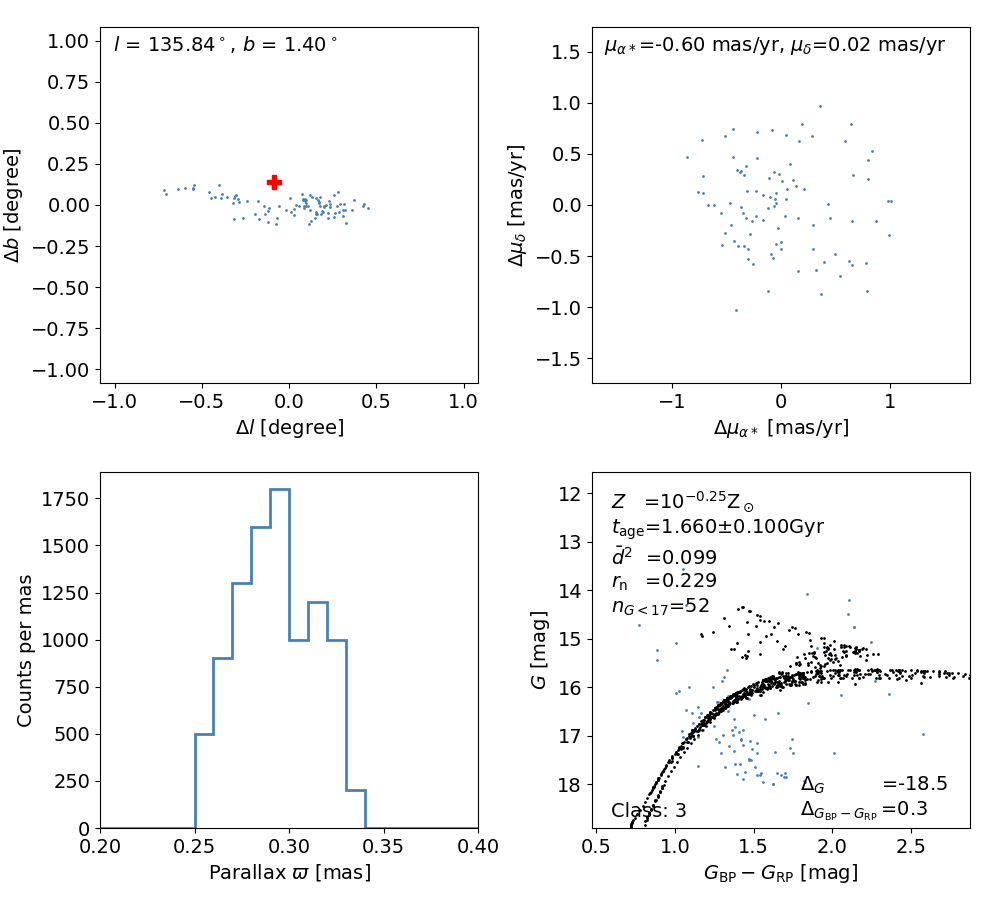 l = 135.84°, b = 1.40°
1.00
0.75
0.50
0.25
0.00
−0.25
−0.50
−0.75
−1.00
Δb [degree]
−1.0 −0.5 0.0 0.5 1.0
Δl [degree]
μα*=-0.60 mas/yr, μδ=0.02 mas/yr
1.5
1.0
0.5
0.0
−0.5
−1.0
−1.5
Δμδ [mas/yr]
−1 0 1
Δμα* [mas/yr]
1750
1500
1250
1000
750
500
250
0
Counts per mas
0.20 0.25 0.30 0.35 0.40
Parallax ϖ [mas]
Z =10^−0.25 Z⊙
t_age=1.660±0.100Gyr
d̄² =0.099
r_n =0.229
n_G<17=52
12
13
14
15
16
17
18
G [mag]
Δ_G =-18.5
Δ_GBP−GRP =0.3
Class: 3
0.5 1.0 1.5 2.0 2.5
G_BP − G_RP [mag]